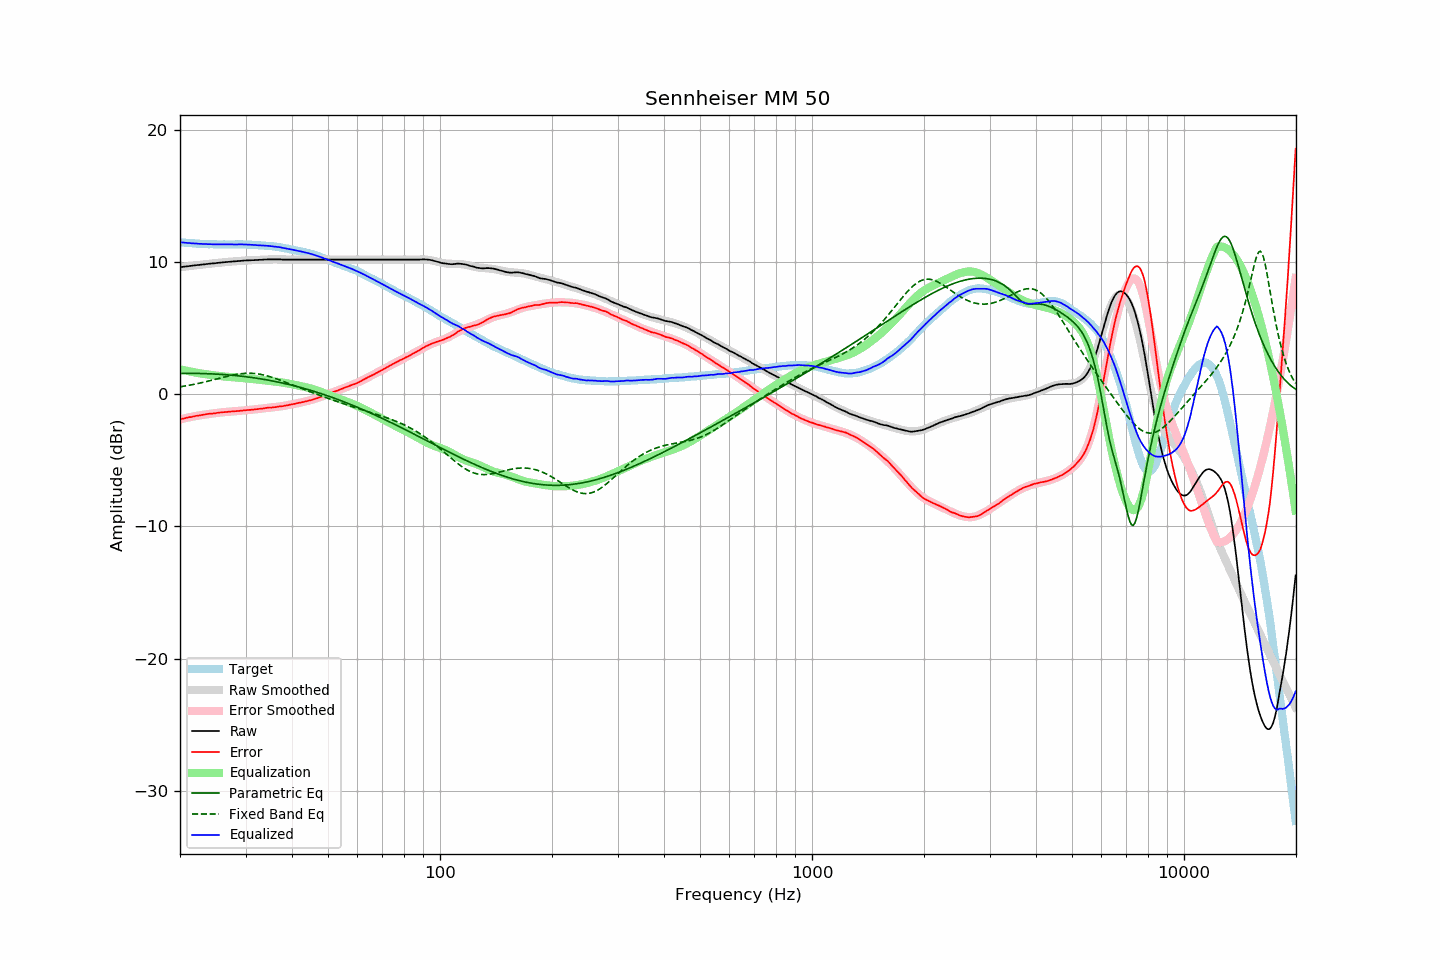 Sennheiser MM 50
20
10
0
−10
−20
−30
Amplitude (dBr)
Target
Raw Smoothed
Error Smoothed
Raw
Error
Equalization
Parametric Eq
Fixed Band Eq
Equalized
100 1000 10000
Frequency (Hz)